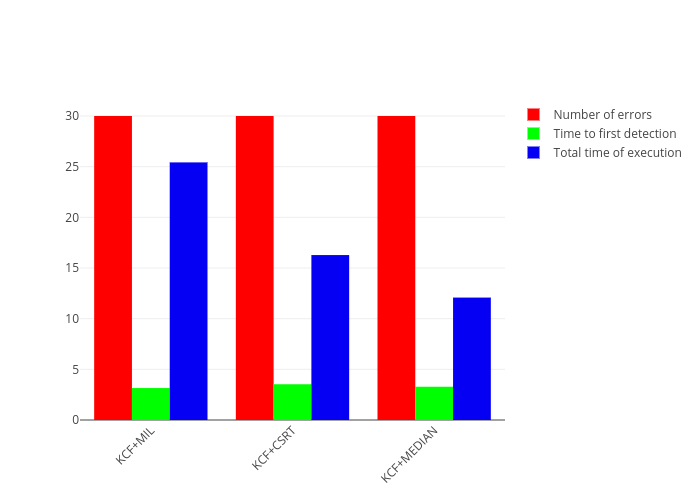 30
25
20
15
10
5
0
KCF+MIL
KCF+CSRT
KCF+MEDIAN
Number of errors
Time to first detection
Total time of execution